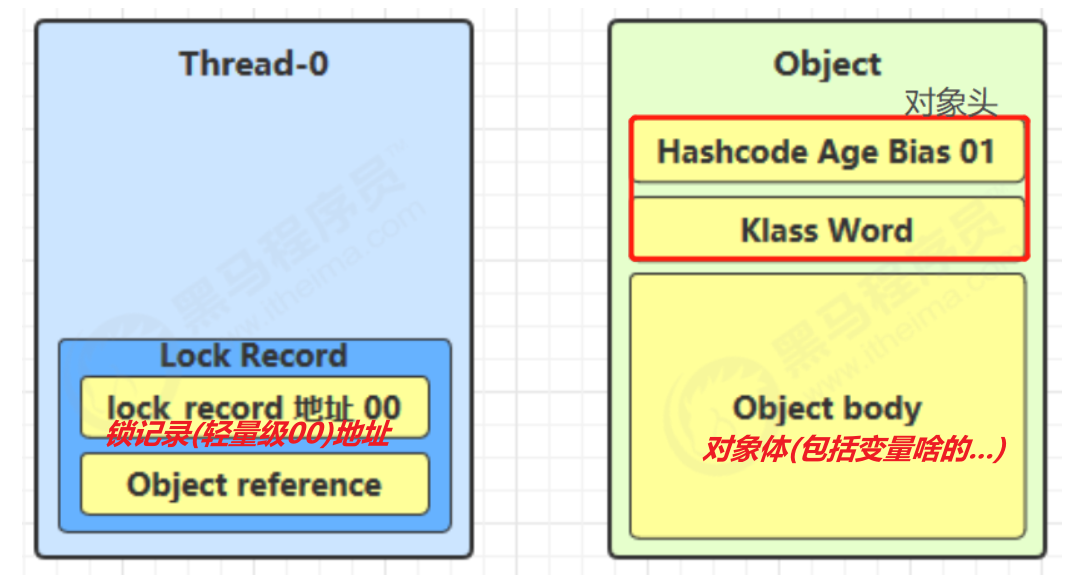 Thread-0
Lock Record
lock_record 地址 00
锁记录(轻量级00)地址
Object reference
Object
对象头
Hashcode Age Bias 01
Klass Word
Object body
对象体(包括变量啥的...)
黑马程序员
www.itheima.com
黑马程序员
www.itheima.com